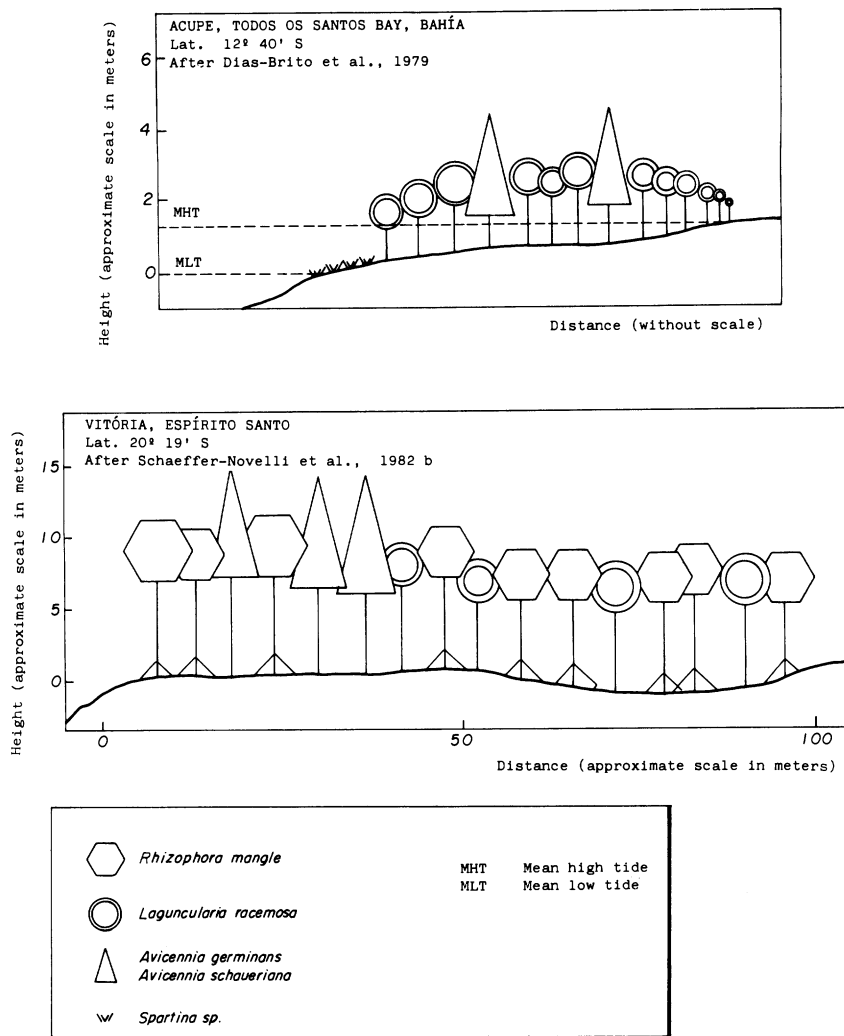 ACUPE, TODOS OS SANTOS BAY, BAHÍA
Lat. 12º 40' S
After Dias-Brito et al., 1979
Height (approximate scale in meters)
6
4
2
0
MHT
MLT
Distance (without scale)
VITÓRIA, ESPÍRITO SANTO
Lat. 20º 19' S
After Schaeffer-Novelli et al., 1982 b
Height (approximate scale in meters)
15
10
5
0
0 50 100
Distance (approximate scale in meters)
Rhizophora mangle
Laguncularia racemosa
Avicennia germinans
Avicennia schaueriana
Spartina sp.
MHT Mean high tide
MLT Mean low tide